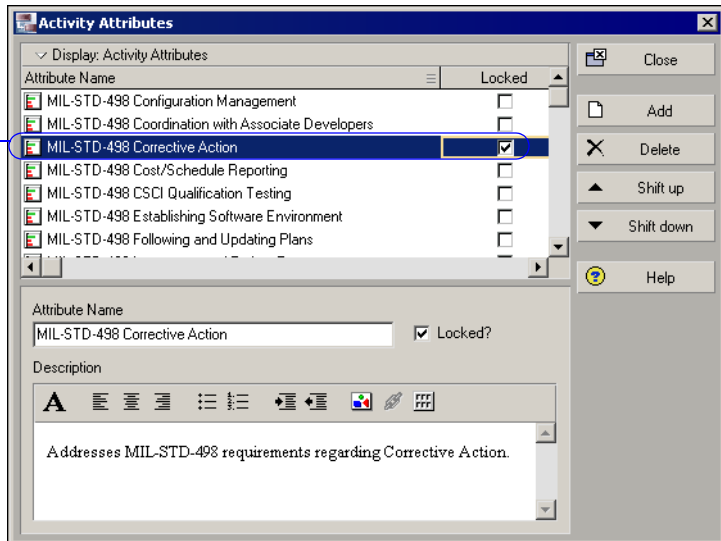 Activity Attributes
Display: Activity Attributes
Attribute Name Locked
MIL-STD-498 Configuration Management
MIL-STD-498 Coordination with Associate Developers
MIL-STD-498 Corrective Action
MIL-STD-498 Cost/Schedule Reporting
MIL-STD-498 CSCI Qualification Testing
MIL-STD-498 Establishing Software Environment
MIL-STD-498 Following and Updating Plans
Close
Add
Delete
Shift up
Shift down
Help
Attribute Name
MIL-STD-498 Corrective Action
Locked?
Description
A
Addresses MIL-STD-498 requirements regarding Corrective Action.